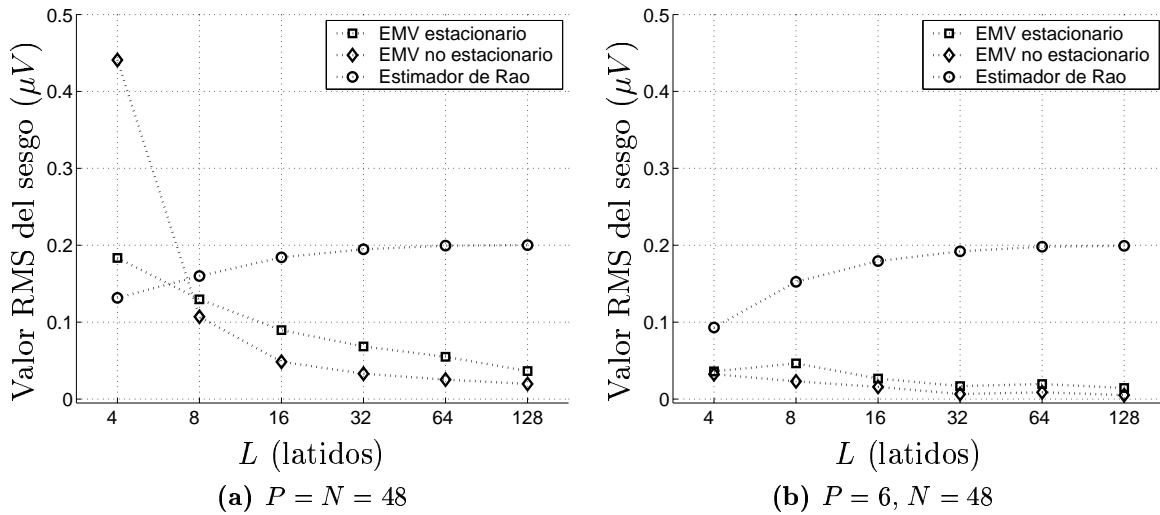 Valor RMS del sesgo (μV)
0.5
0.4
0.3
0.2
0.1
0
EMV estacionario
EMV no estacionario
Estimador de Rao
4 8 16 32 64 128
L (latidos)
(a) P = N = 48
Valor RMS del sesgo (μV)
0.5
0.4
0.3
0.2
0.1
0
EMV estacionario
EMV no estacionario
Estimador de Rao
4 8 16 32 64 128
L (latidos)
(b) P = 6, N = 48